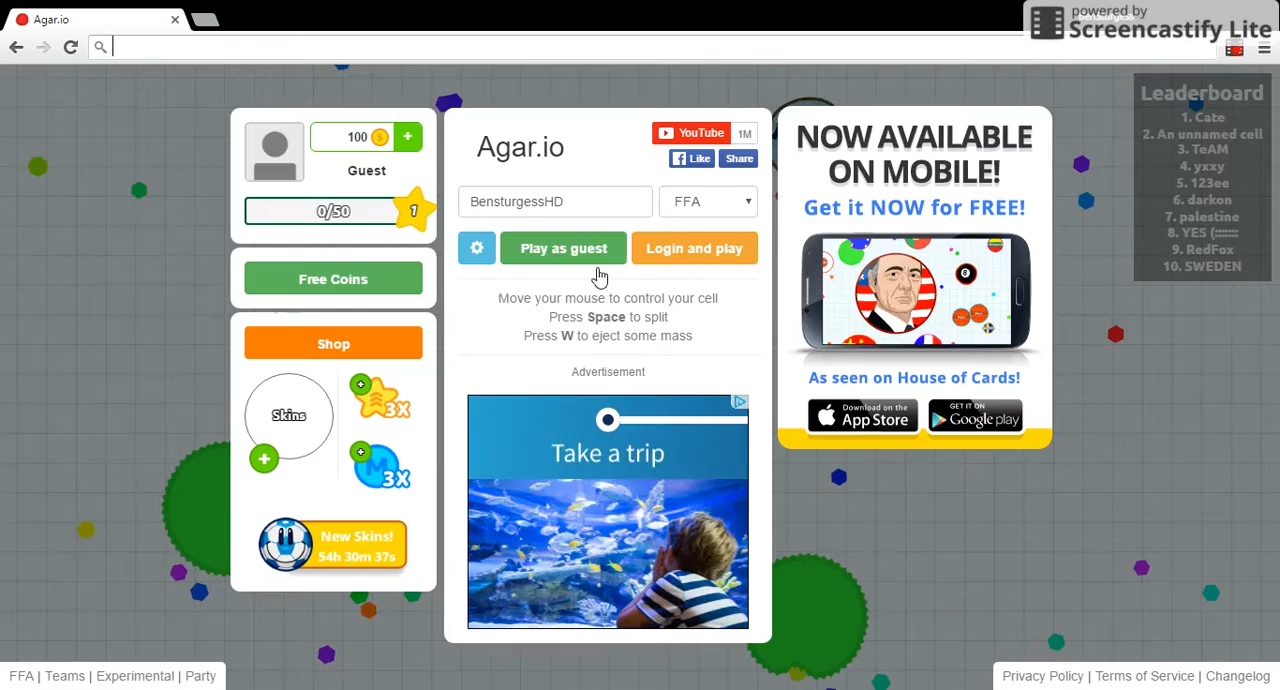 Agar.io
powered by
Screencastify Lite
100
Guest
0/50
1
Free Coins
Shop
Skins
3X
M
3X
New Skins!
54h 30m 37s
Agar.io
YouTube 1M
Like Share
BensturgessHD
FFA
Play as guest
Login and play
Move your mouse to control your cell
Press Space to split
Press W to eject some mass
Advertisement
Take a trip
NOW AVAILABLE
ON MOBILE!
Get it NOW for FREE!
8
As seen on House of Cards!
Download on the
App Store
GET IT ON
Google play
Leaderboard
1. Cate
2. An unnamed cell
3. TeAM
4. yxxy
5. 123ee
6. darkon
7. palestine
8. YES (:::::::
9. RedFox
10. SWEDEN
FFA | Teams | Experimental | Party
Privacy Policy | Terms of Service | Changelog